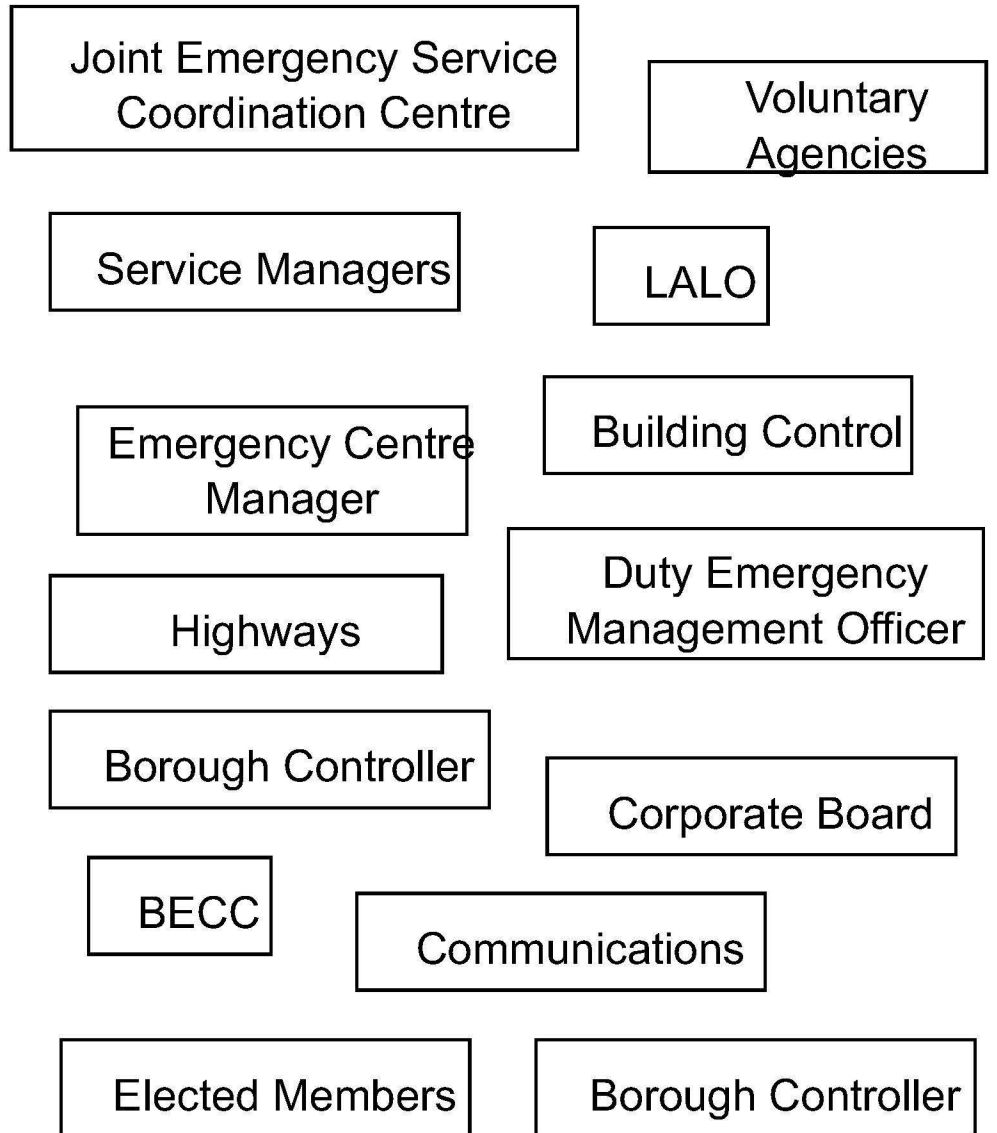 Joint Emergency Service
Coordination Centre
Voluntary
Agencies
Service Managers
LALO
Emergency Centre
Manager
Building Control
Duty Emergency
Management Officer
Highways
Borough Controller
Corporate Board
BECC
Communications
Elected Members
Borough Controller